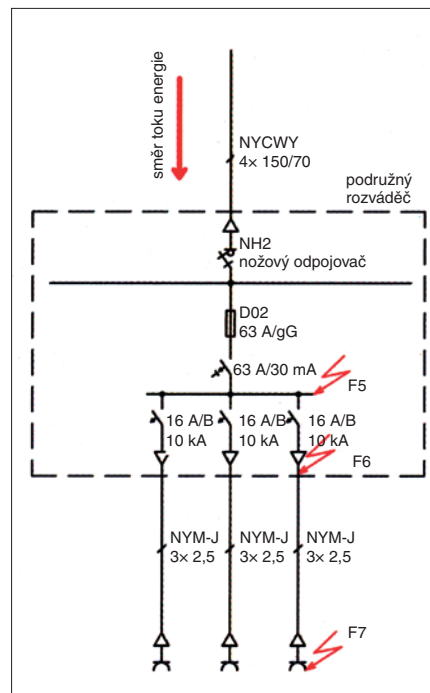 směr toku energie
NYCWY
4× 150/70
podružný
rozváděč
NH2
nožový odpojovač
D02
63 A/gG
63 A/30 mA
F5
16 A/B
10 kA
16 A/B
10 kA
16 A/B
10 kA
F6
NYM-J
3× 2,5
NYM-J
3× 2,5
NYM-J
3× 2,5
F7